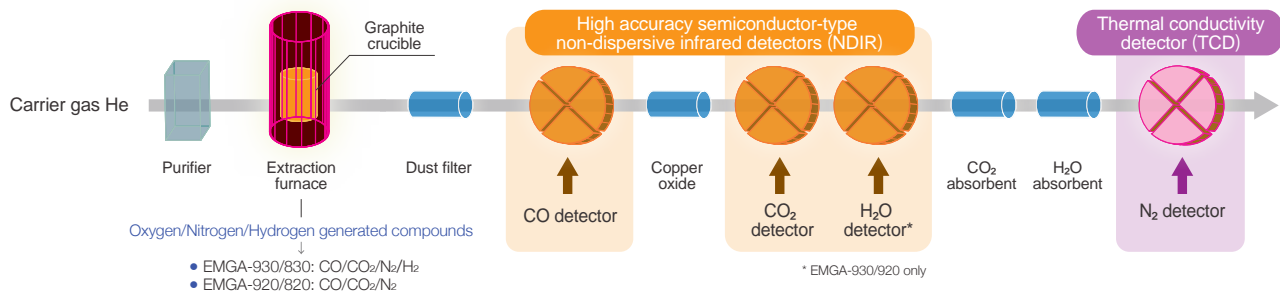 High accuracy semiconductor-type
non-dispersive infrared detectors (NDIR)
Thermal conductivity
detector (TCD)
Graphite
crucible
Carrier gas He
Purifier
Extraction
furnace
Dust filter
CO detector
Copper
oxide
CO₂
detector
H₂O
detector*
CO₂
absorbent
H₂O
absorbent
N₂ detector
Oxygen/Nitrogen/Hydrogen generated compounds
● EMGA-930/830: CO/CO₂/N₂/H₂
● EMGA-920/820: CO/CO₂/N₂
* EMGA-930/920 only